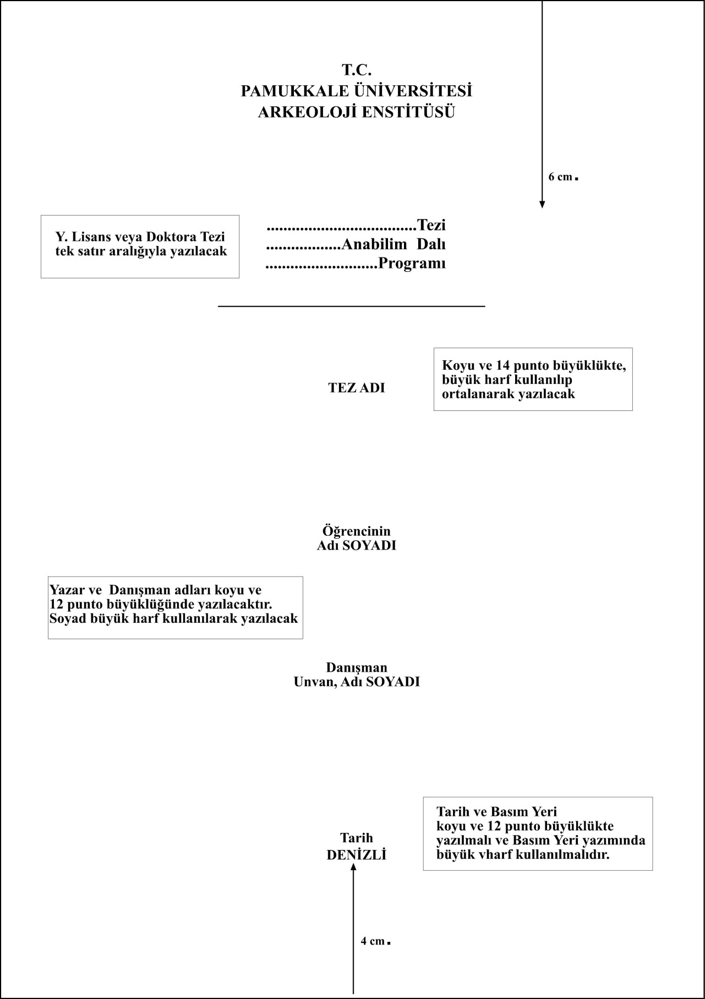 T.C.
PAMUKKALE ÜNİVERSİTESİ
ARKEOLOJİ ENSTİTÜSÜ
6 cm.
Y. Lisans veya Doktora Tezi
tek satır aralığıyla yazılacak
....................................Tezi
..................Anabilim Dalı
...........................Programı
Koyu ve 14 punto büyüklükte,
büyük harf kullanılıp
ortalanarak yazılacak
TEZ ADI
Öğrencinin
Adı SOYADI
Yazar ve Danışman adları koyu ve
12 punto büyüklüğünde yazılacaktır.
Soyad büyük harf kullanılarak yazılacak
Danışman
Unvan, Adı SOYADI
Tarih ve Basım Yeri
koyu ve 12 punto büyüklükte
yazılmalı ve Basım Yeri yazımında
büyük vharf kullanılmalıdır.
Tarih
DENİZLİ
4 cm.